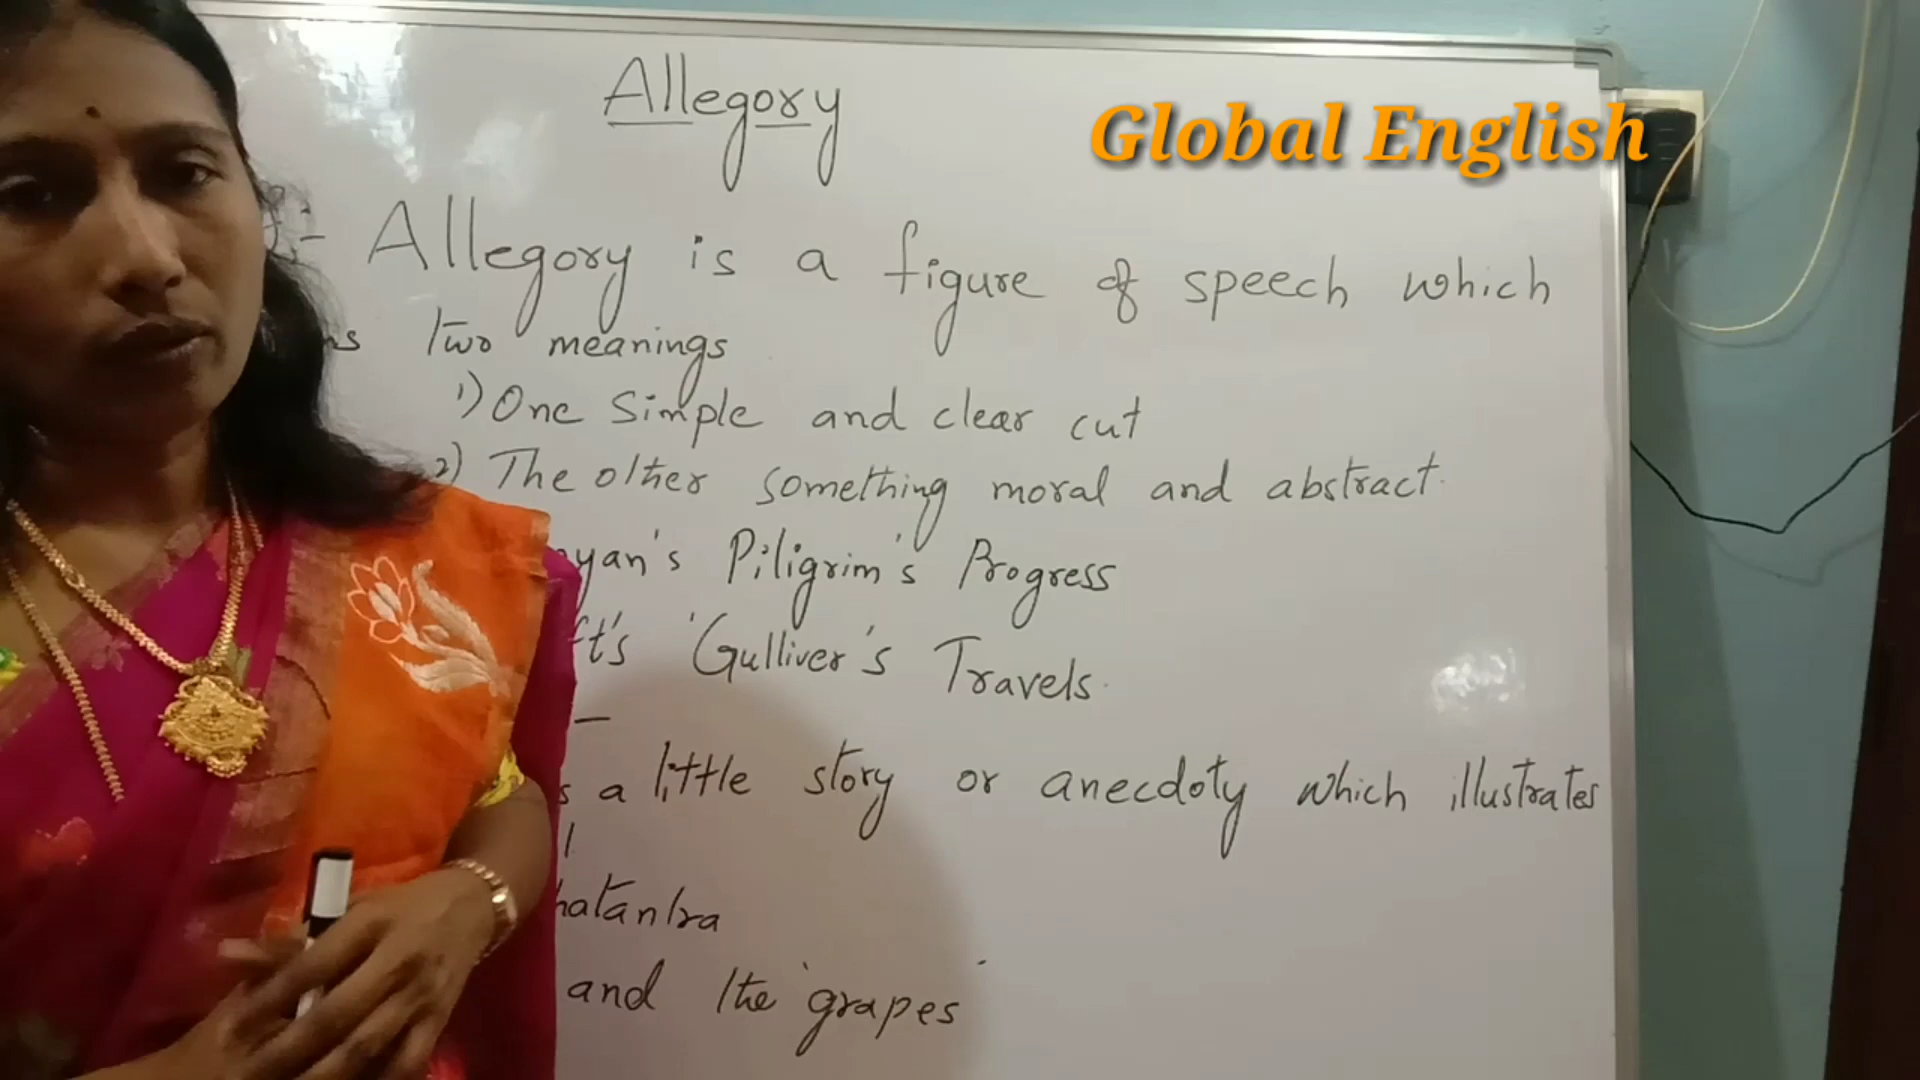 Allegory
Global English
Allegory is a figure of speech which
two meanings
1) One simple and clear cut
2) The other something moral and abstract.
yan's Piligrim's Progress
ft's 'Gulliver's Travels.
s a little story or anecdoty which illustrates
l
hatantra
and the 'grapes'